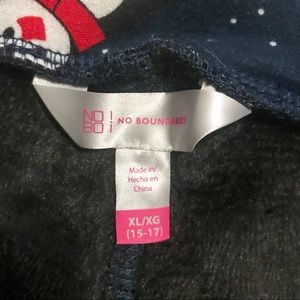 NO
BO
NO BOUNDARIES
Made in/
Hecho en
China
XL/XG
(15-17)